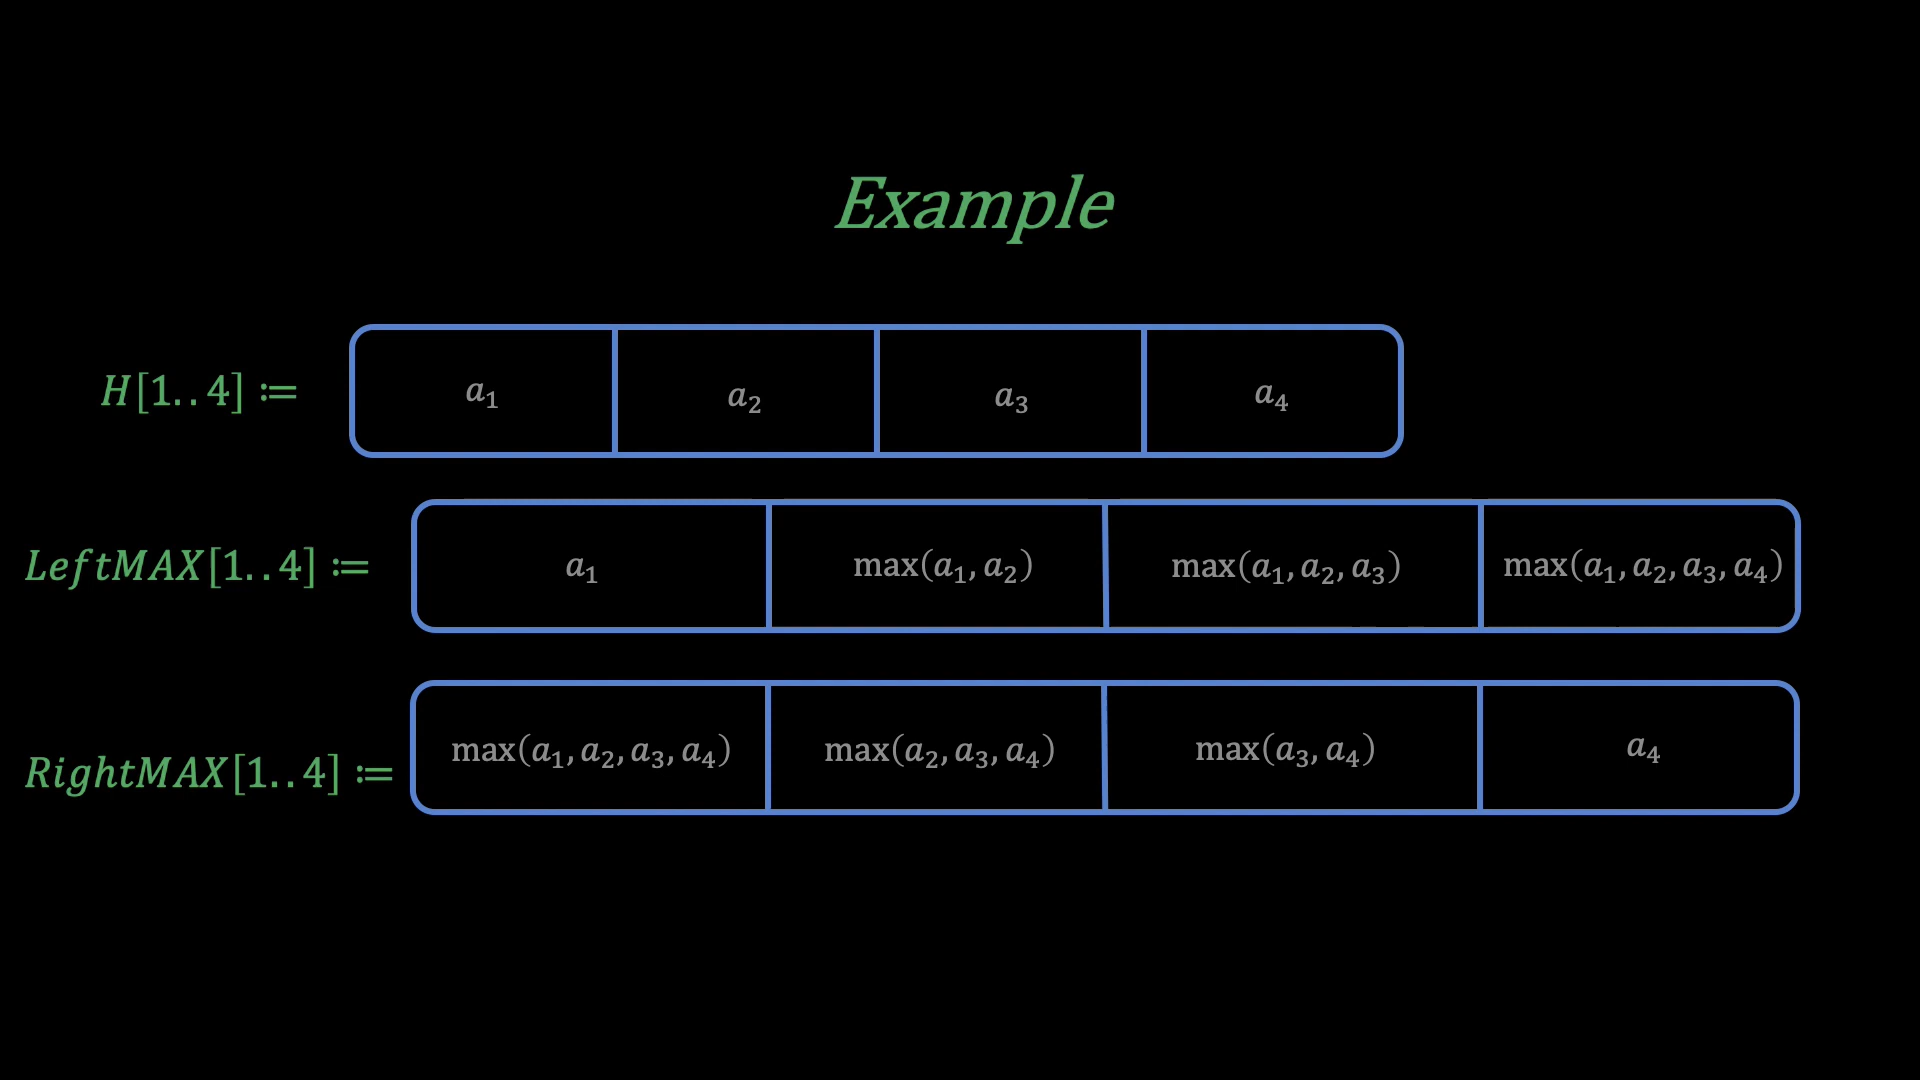 Example
H[1..4] ≔ a₁ a₂ a₃ a₄
LeftMAX[1..4] ≔ a₁ max(a₁, a₂) max(a₁, a₂, a₃) max(a₁, a₂, a₃, a₄)
RightMAX[1..4] ≔ max(a₁, a₂, a₃, a₄) max(a₂, a₃, a₄) max(a₃, a₄) a₄